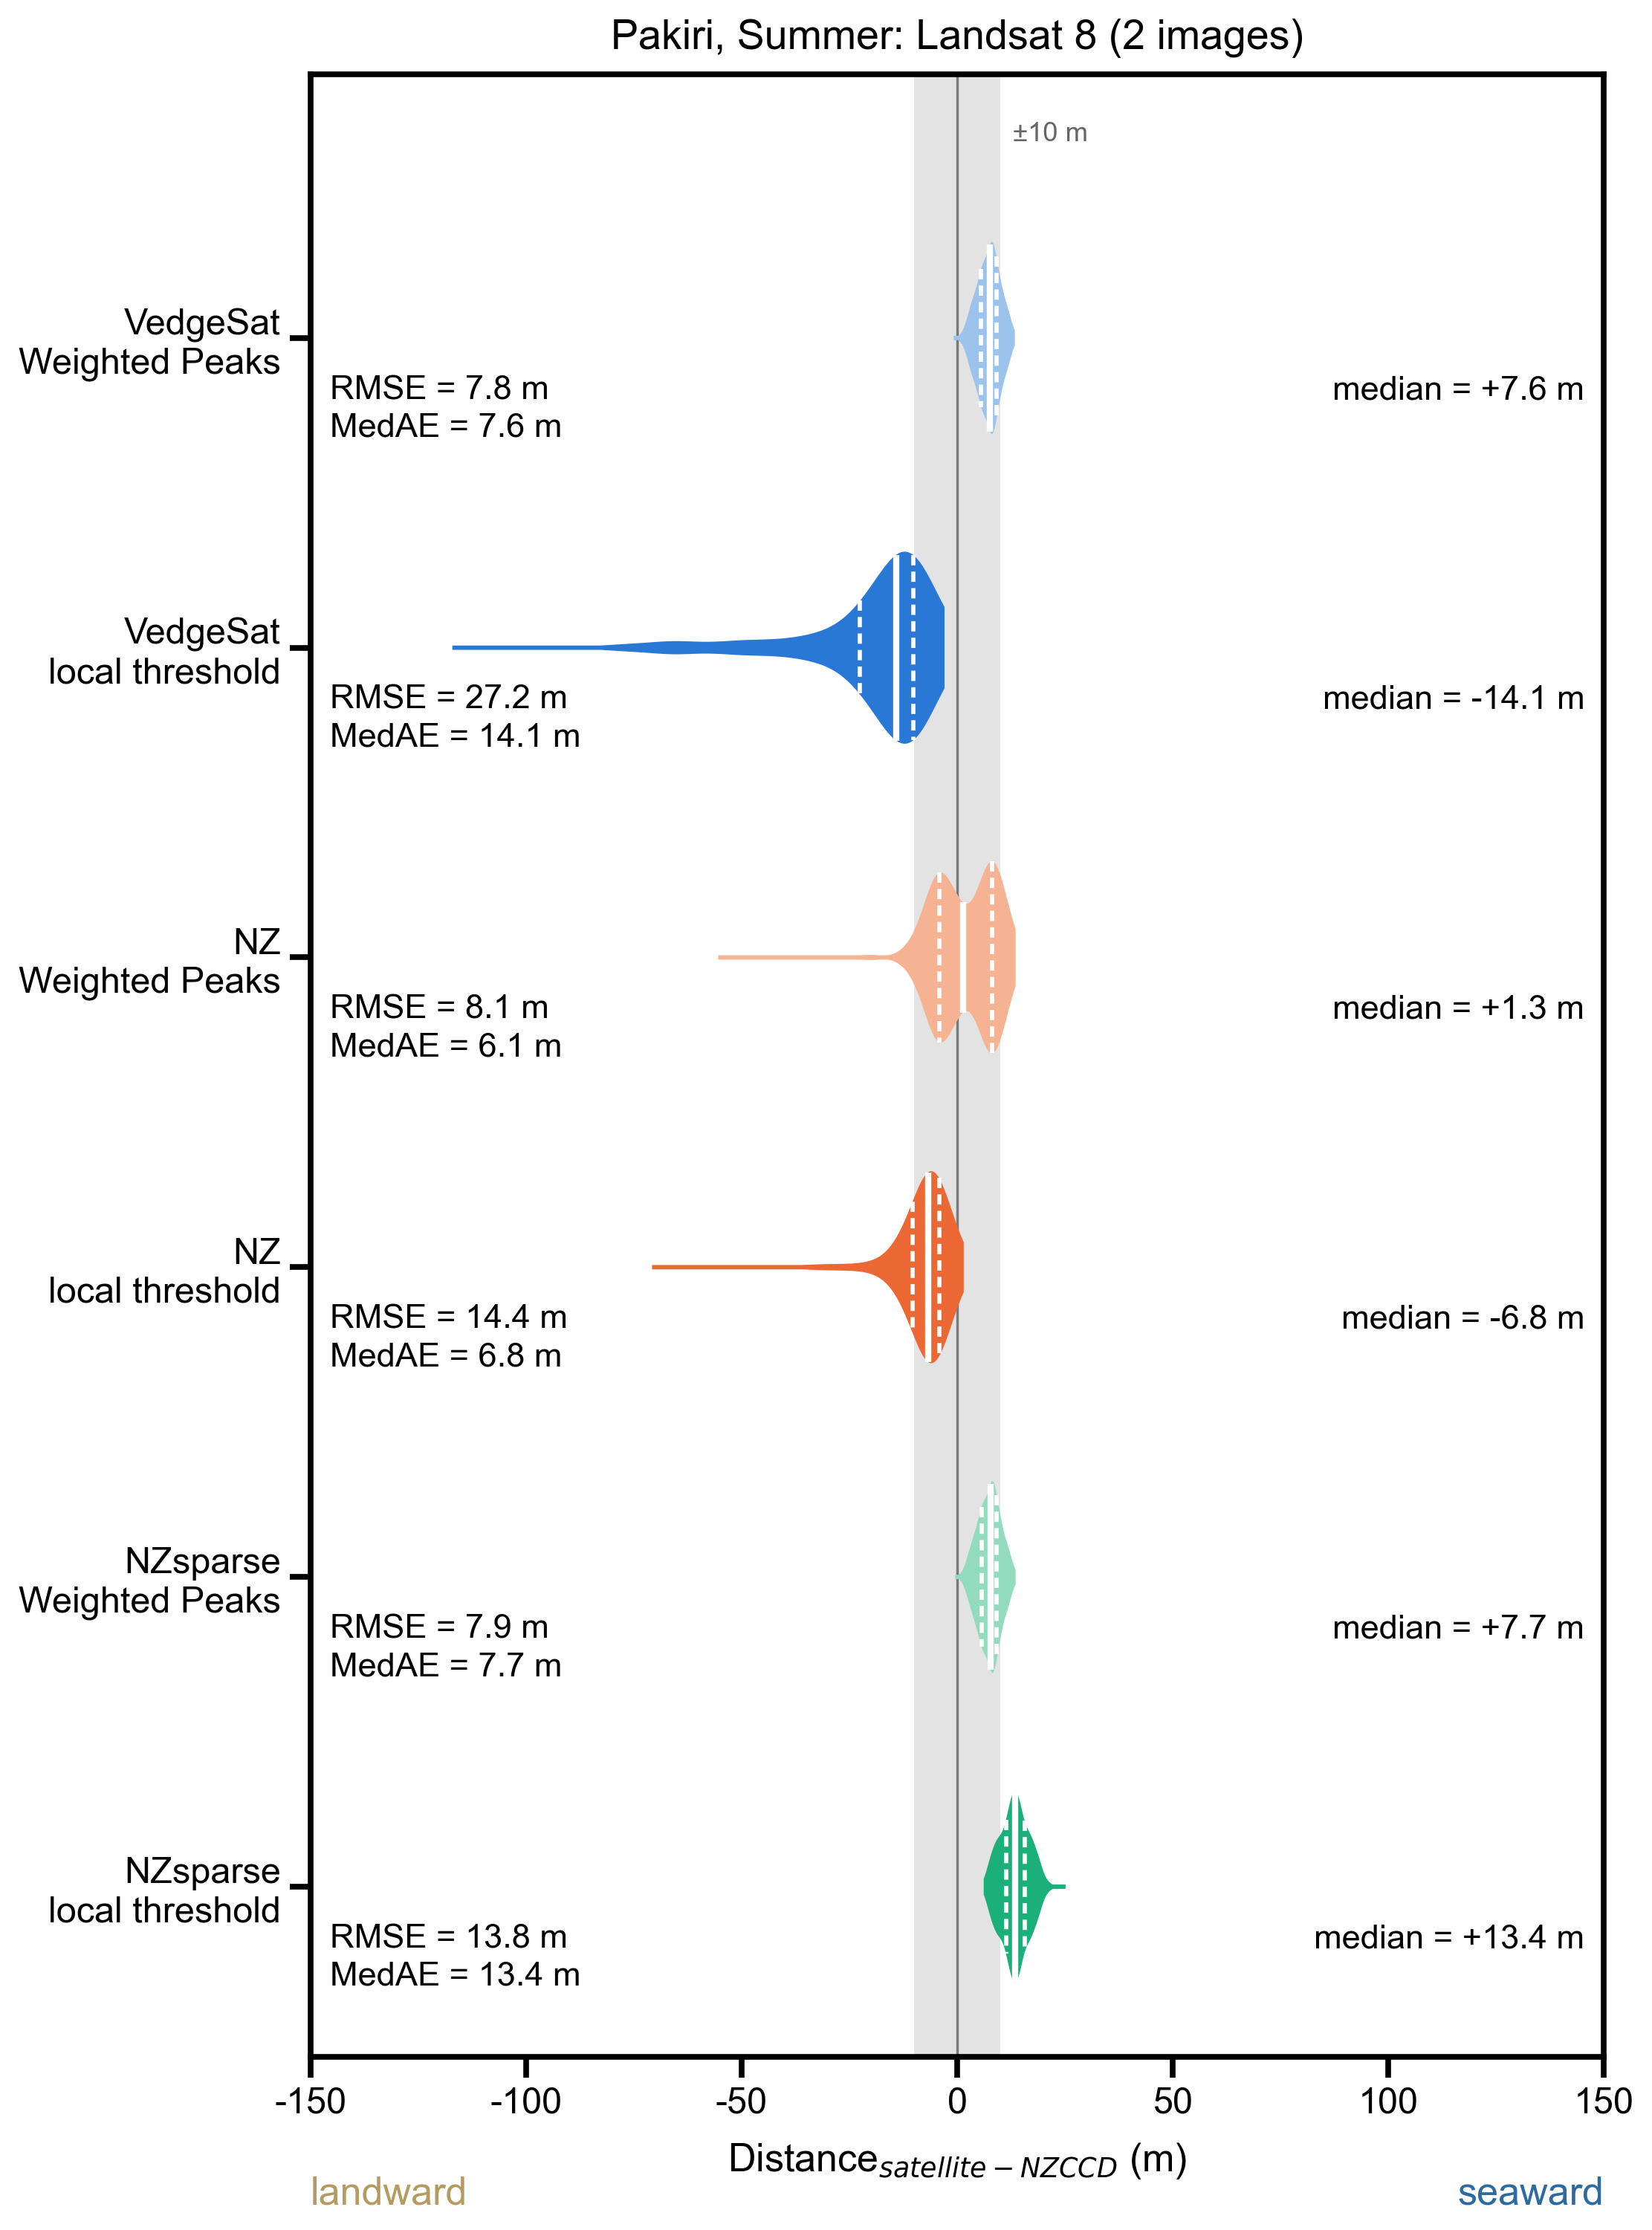 Pakiri, Summer: Landsat 8 (2 images)
±10 m
VedgeSat
Weighted Peaks
RMSE = 7.8 m
MedAE = 7.6 m
median = +7.6 m
VedgeSat
local threshold
RMSE = 27.2 m
MedAE = 14.1 m
median = -14.1 m
NZ
Weighted Peaks
RMSE = 8.1 m
MedAE = 6.1 m
median = +1.3 m
NZ
local threshold
RMSE = 14.4 m
MedAE = 6.8 m
median = -6.8 m
NZsparse
Weighted Peaks
RMSE = 7.9 m
MedAE = 7.7 m
median = +7.7 m
NZsparse
local threshold
RMSE = 13.8 m
MedAE = 13.4 m
median = +13.4 m
-150 -100 -50 0 50 100 150
Distance satellite − NZCCD (m)
landward seaward